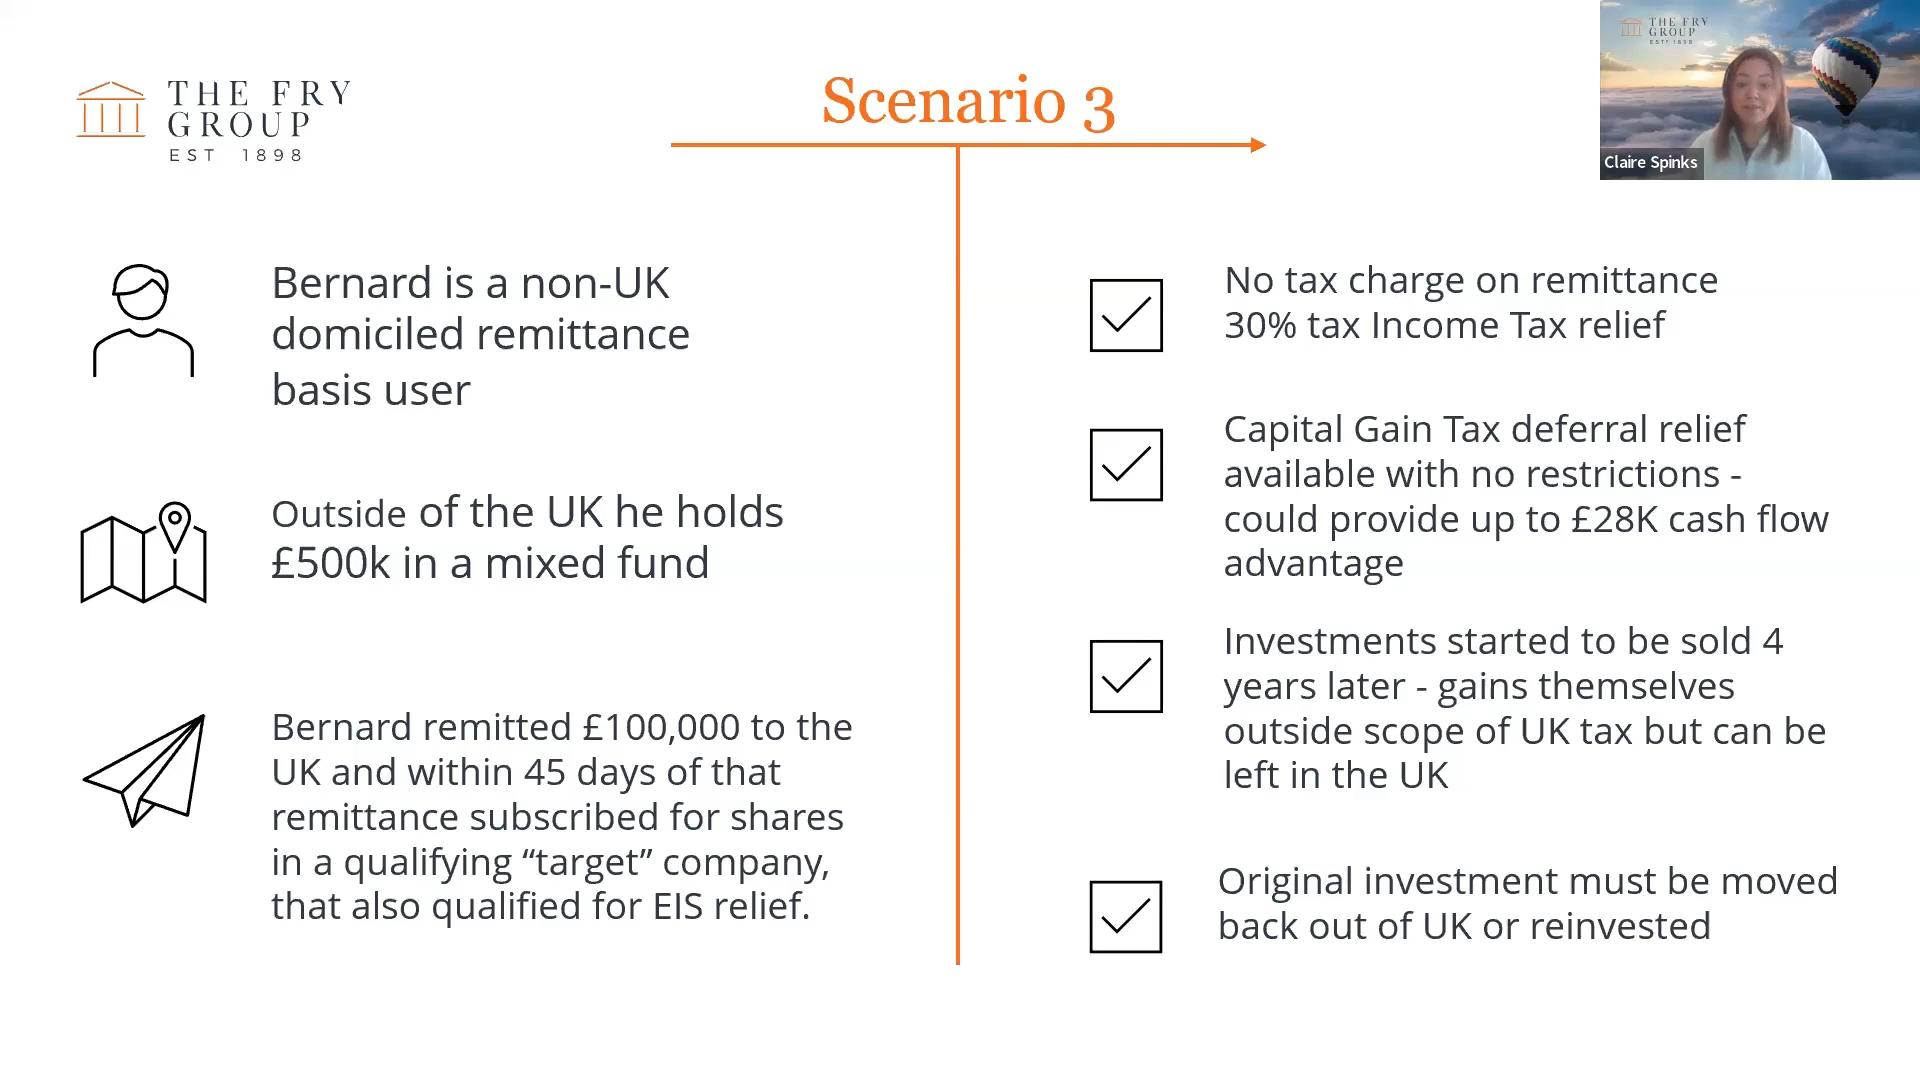 THE FRY
GROUP
EST 1898
Scenario 3
THE FRY
GROUP
EST 1898
Claire Spinks
Bernard is a non-UK
domiciled remittance
basis user
Outside of the UK he holds
£500k in a mixed fund
Bernard remitted £100,000 to the
UK and within 45 days of that
remittance subscribed for shares
in a qualifying “target” company,
that also qualified for EIS relief.
No tax charge on remittance
30% tax Income Tax relief
Capital Gain Tax deferral relief
available with no restrictions -
could provide up to £28K cash flow
advantage
Investments started to be sold 4
years later - gains themselves
outside scope of UK tax but can be
left in the UK
Original investment must be moved
back out of UK or reinvested